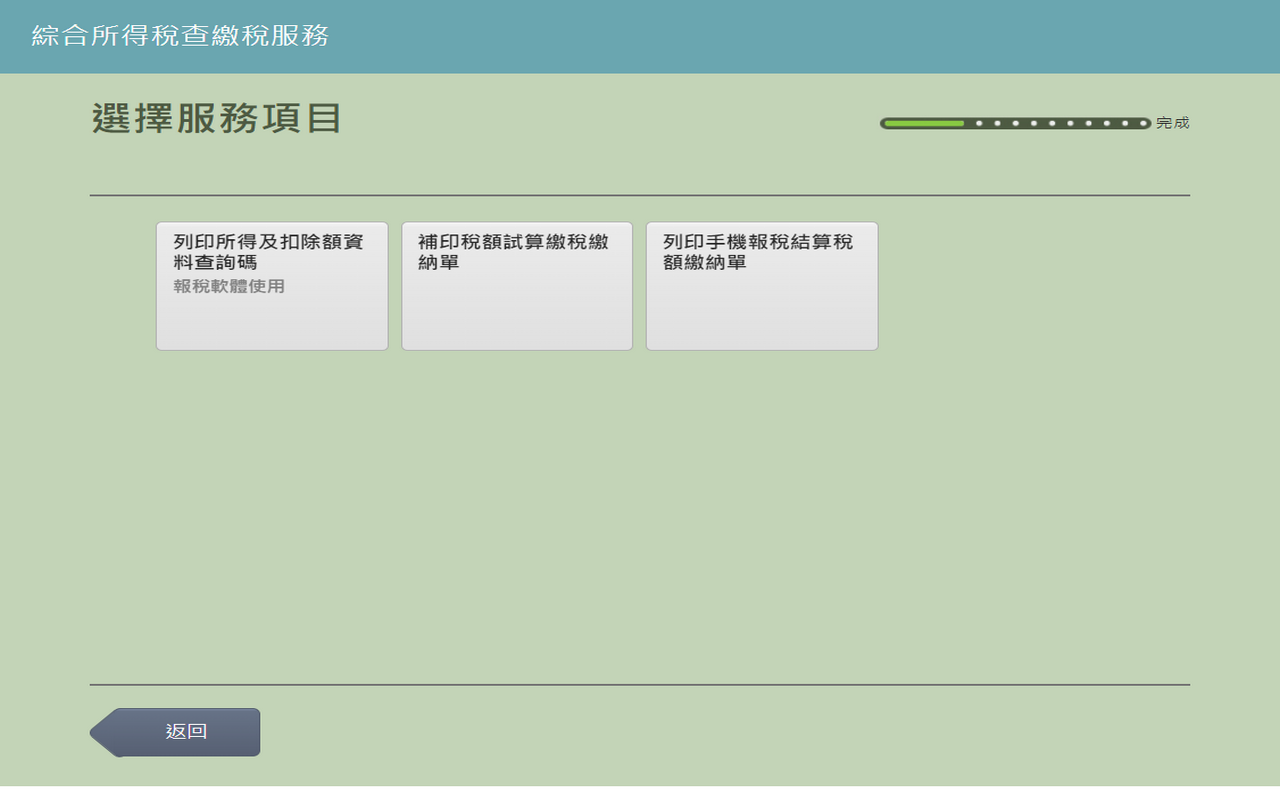 綜合所得稅查繳稅服務
選擇服務項目
完成
列印所得及扣除額資
料查詢碼
報稅軟體使用
補印稅額試算繳稅繳
納單
列印手機報稅結算稅
額繳納單
返回